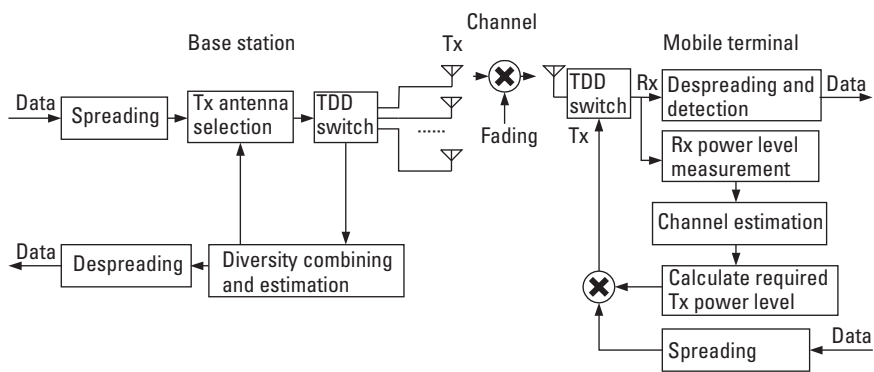 Channel
Base station
Tx
Mobile terminal
Data
Spreading
Tx antenna
selection
TDD
switch
......
Fading
TDD
switch
Rx
Tx
Despreading and
detection
Data
Rx power level
measurement
Channel estimation
Data
Despreading
Diversity combining
and estimation
Calculate required
Tx power level
Spreading
Data